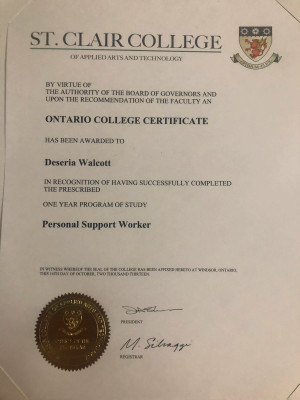 ST. CLAIR COLLEGE
OF APPLIED ARTS AND TECHNOLOGY
BY VIRTUE OF
THE AUTHORITY OF THE BOARD OF GOVERNORS AND
UPON THE RECOMMENDATION OF THE FACULTY AN
ONTARIO COLLEGE CERTIFICATE
HAS BEEN AWARDED TO
Deseria Walcott
IN RECOGNITION OF HAVING SUCCESSFULLY COMPLETED
THE PRESCRIBED
ONE YEAR PROGRAM OF STUDY
Personal Support Worker
IN WITNESS WHEREOF THE SEAL OF THE COLLEGE HAS BEEN AFFIXED HERETO AT WINDSOR, ONTARIO,
THIS DAY OF OCTOBER, TWO THOUSAND THIRTEEN
PRESIDENT
REGISTRAR